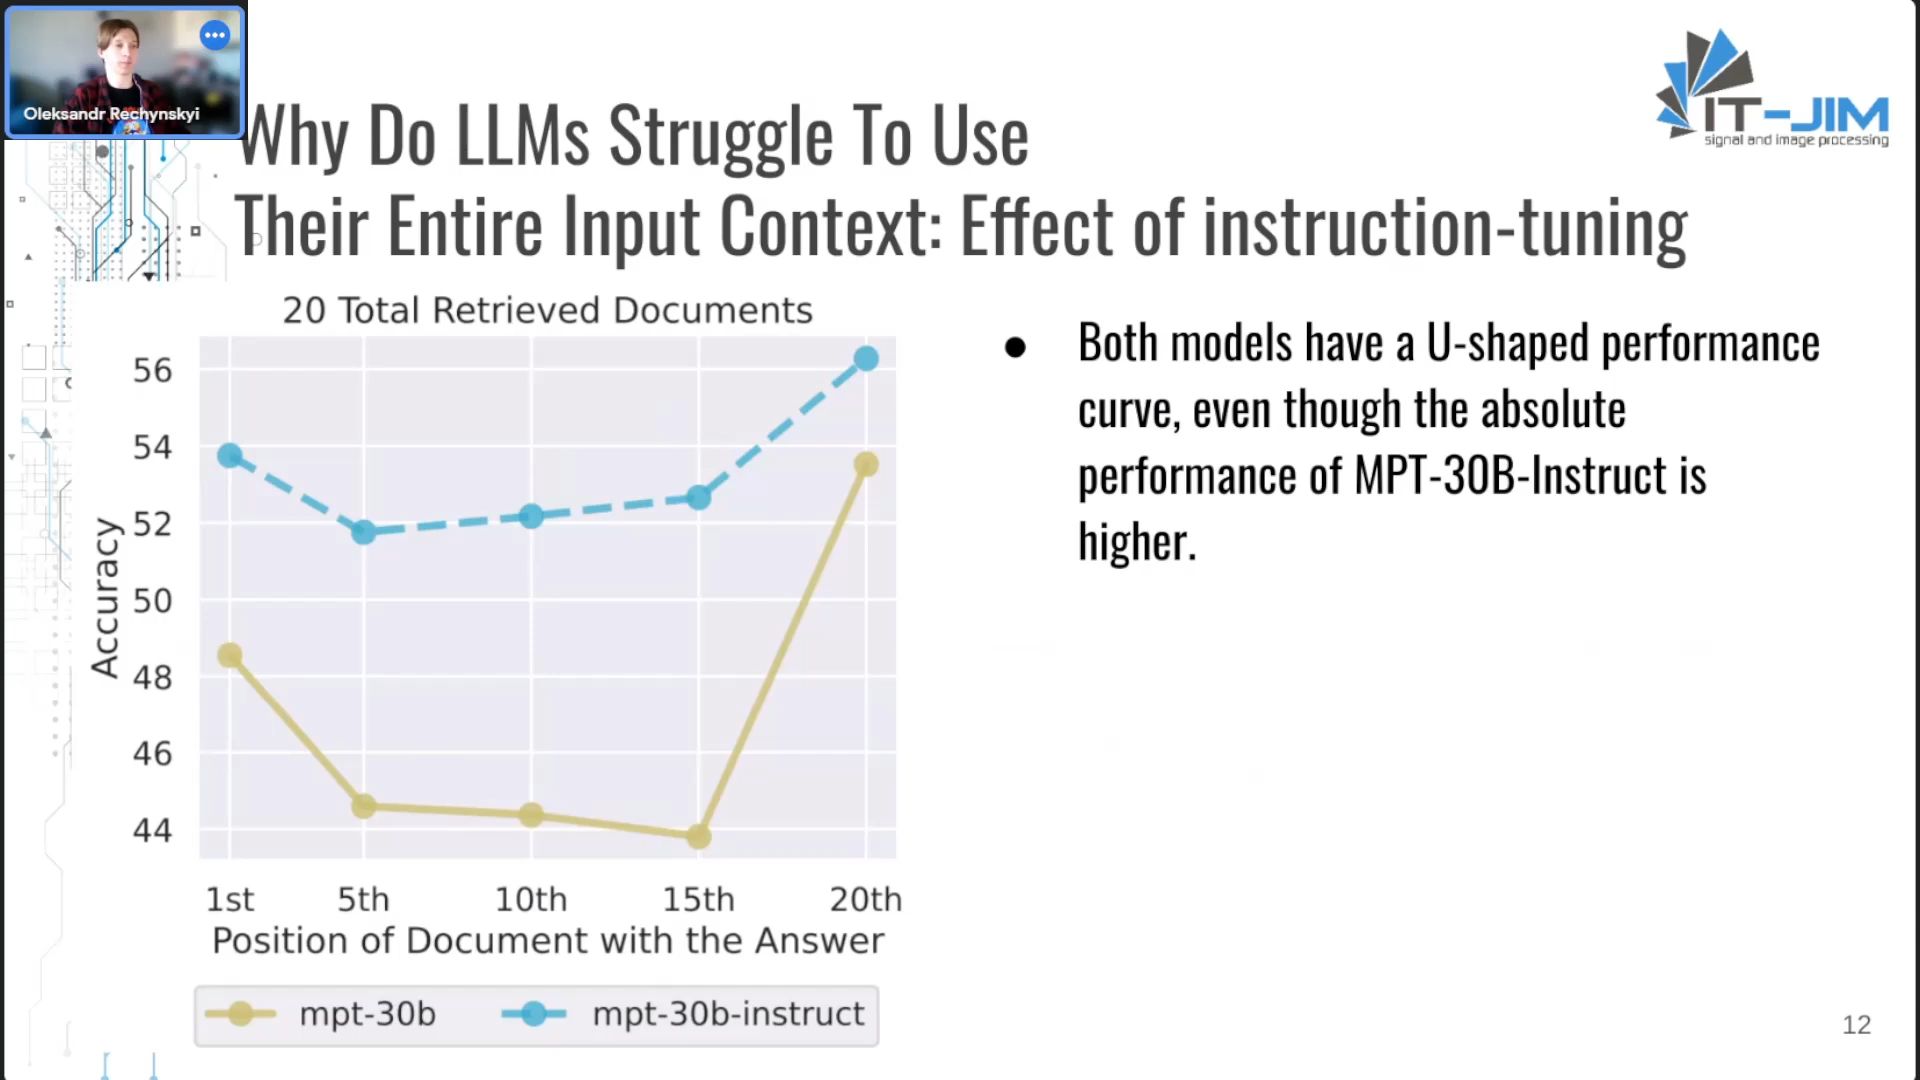 Oleksandr Rechynskyi
IT-JIM
signal and image processing
Why Do LLMs Struggle To Use
Their Entire Input Context: Effect of instruction-tuning
20 Total Retrieved Documents
56
54
52
50
48
46
44
Accuracy
1st 5th 10th 15th 20th
Position of Document with the Answer
mpt-30b mpt-30b-instruct
● Both models have a U-shaped performance
curve, even though the absolute
performance of MPT-30B-Instruct is
higher.
12